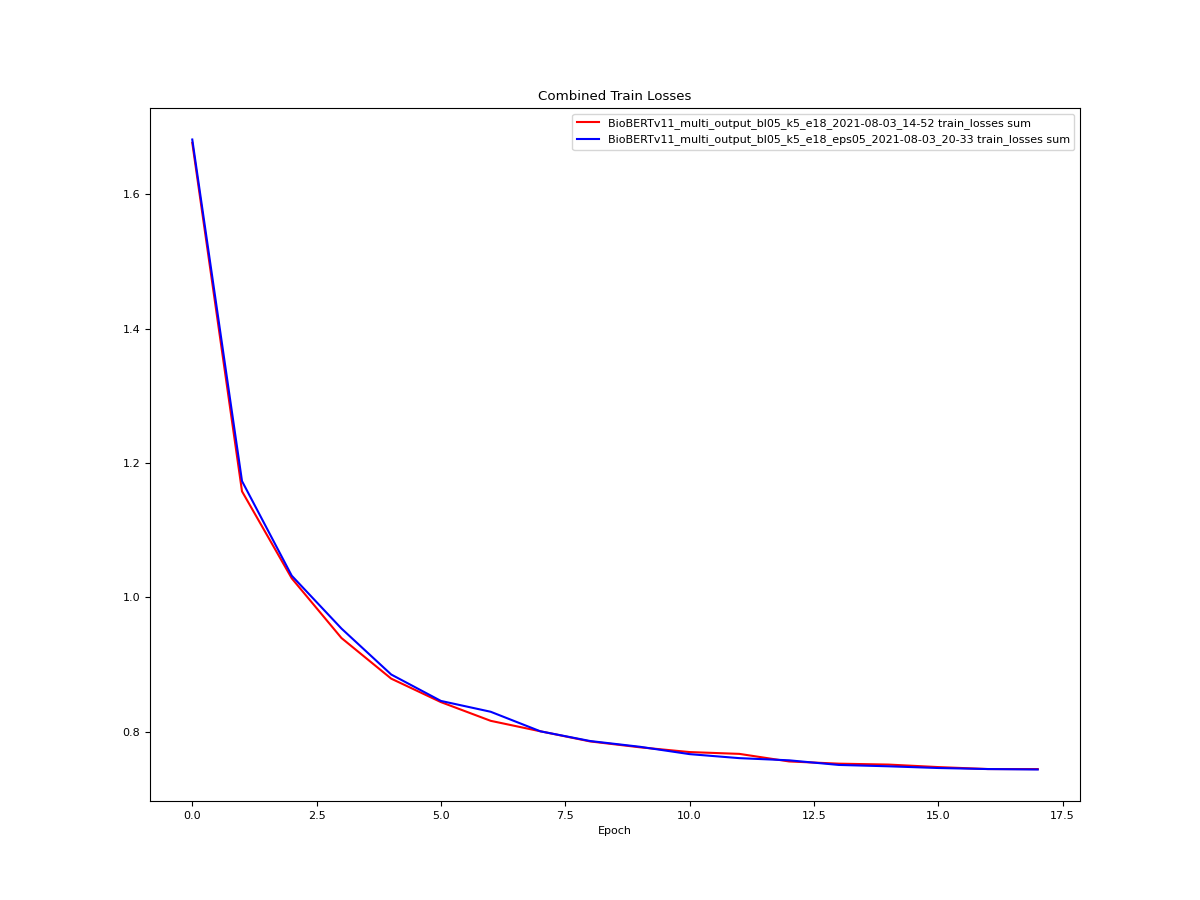 Combined Train Losses
BioBERTv11_multi_output_bl05_k5_e18_2021-08-03_14-52 train_losses sum
BioBERTv11_multi_output_bl05_k5_e18_eps05_2021-08-03_20-33 train_losses sum
1.6
1.4
1.2
1.0
0.8
0.0 2.5 5.0 7.5 10.0 12.5 15.0 17.5
Epoch